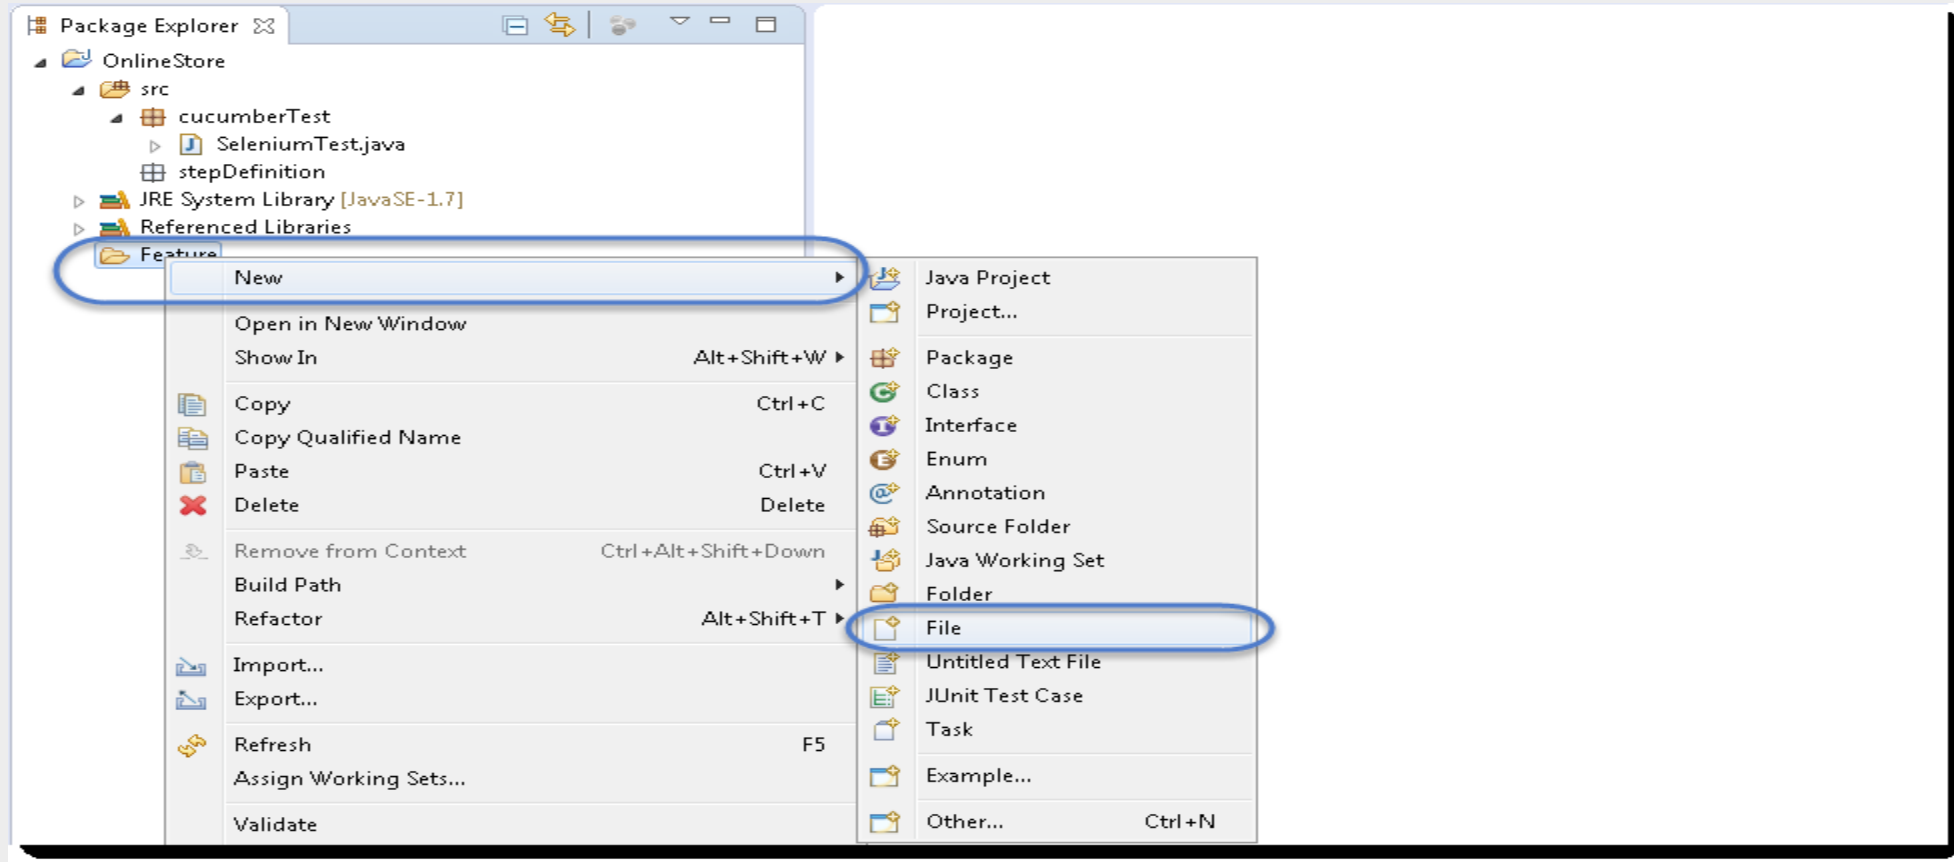 Package Explorer
OnlineStore
src
cucumberTest
SeleniumTest.java
stepDefinition
JRE System Library [JavaSE-1.7]
Referenced Libraries
Feature
New
Open in New Window
Show In Alt+Shift+W
Copy Ctrl+C
Copy Qualified Name
Paste Ctrl+V
Delete Delete
Remove from Context Ctrl+Alt+Shift+Down
Build Path
Refactor Alt+Shift+T
Import...
Export...
Refresh F5
Assign Working Sets...
Validate
Java Project
Project...
Package
Class
Interface
Enum
Annotation
Source Folder
Java Working Set
Folder
File
Untitled Text File
JUnit Test Case
Task
Example...
Other... Ctrl+N